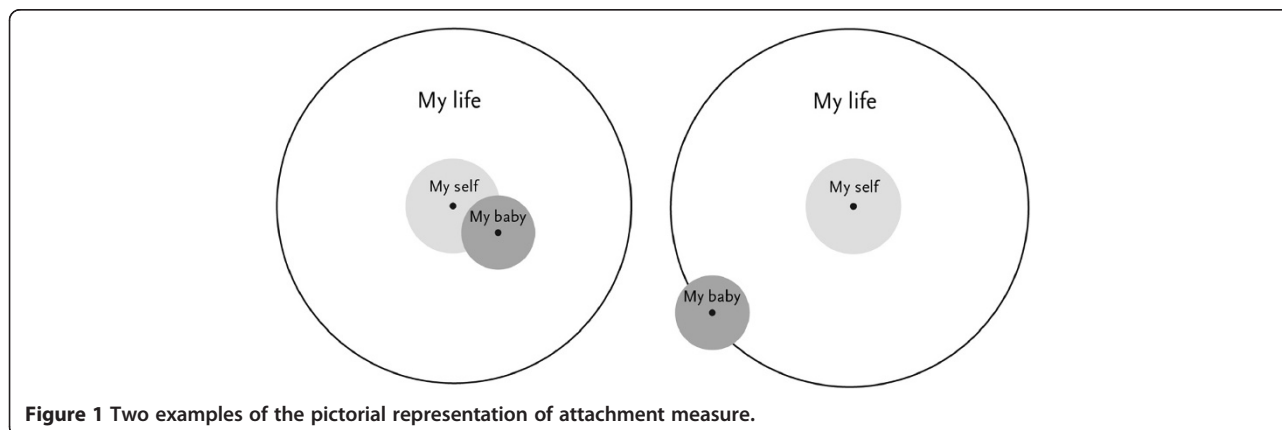 My life
My self
My baby
My life
My self
My baby
Figure 1 Two examples of the pictorial representation of attachment measure.